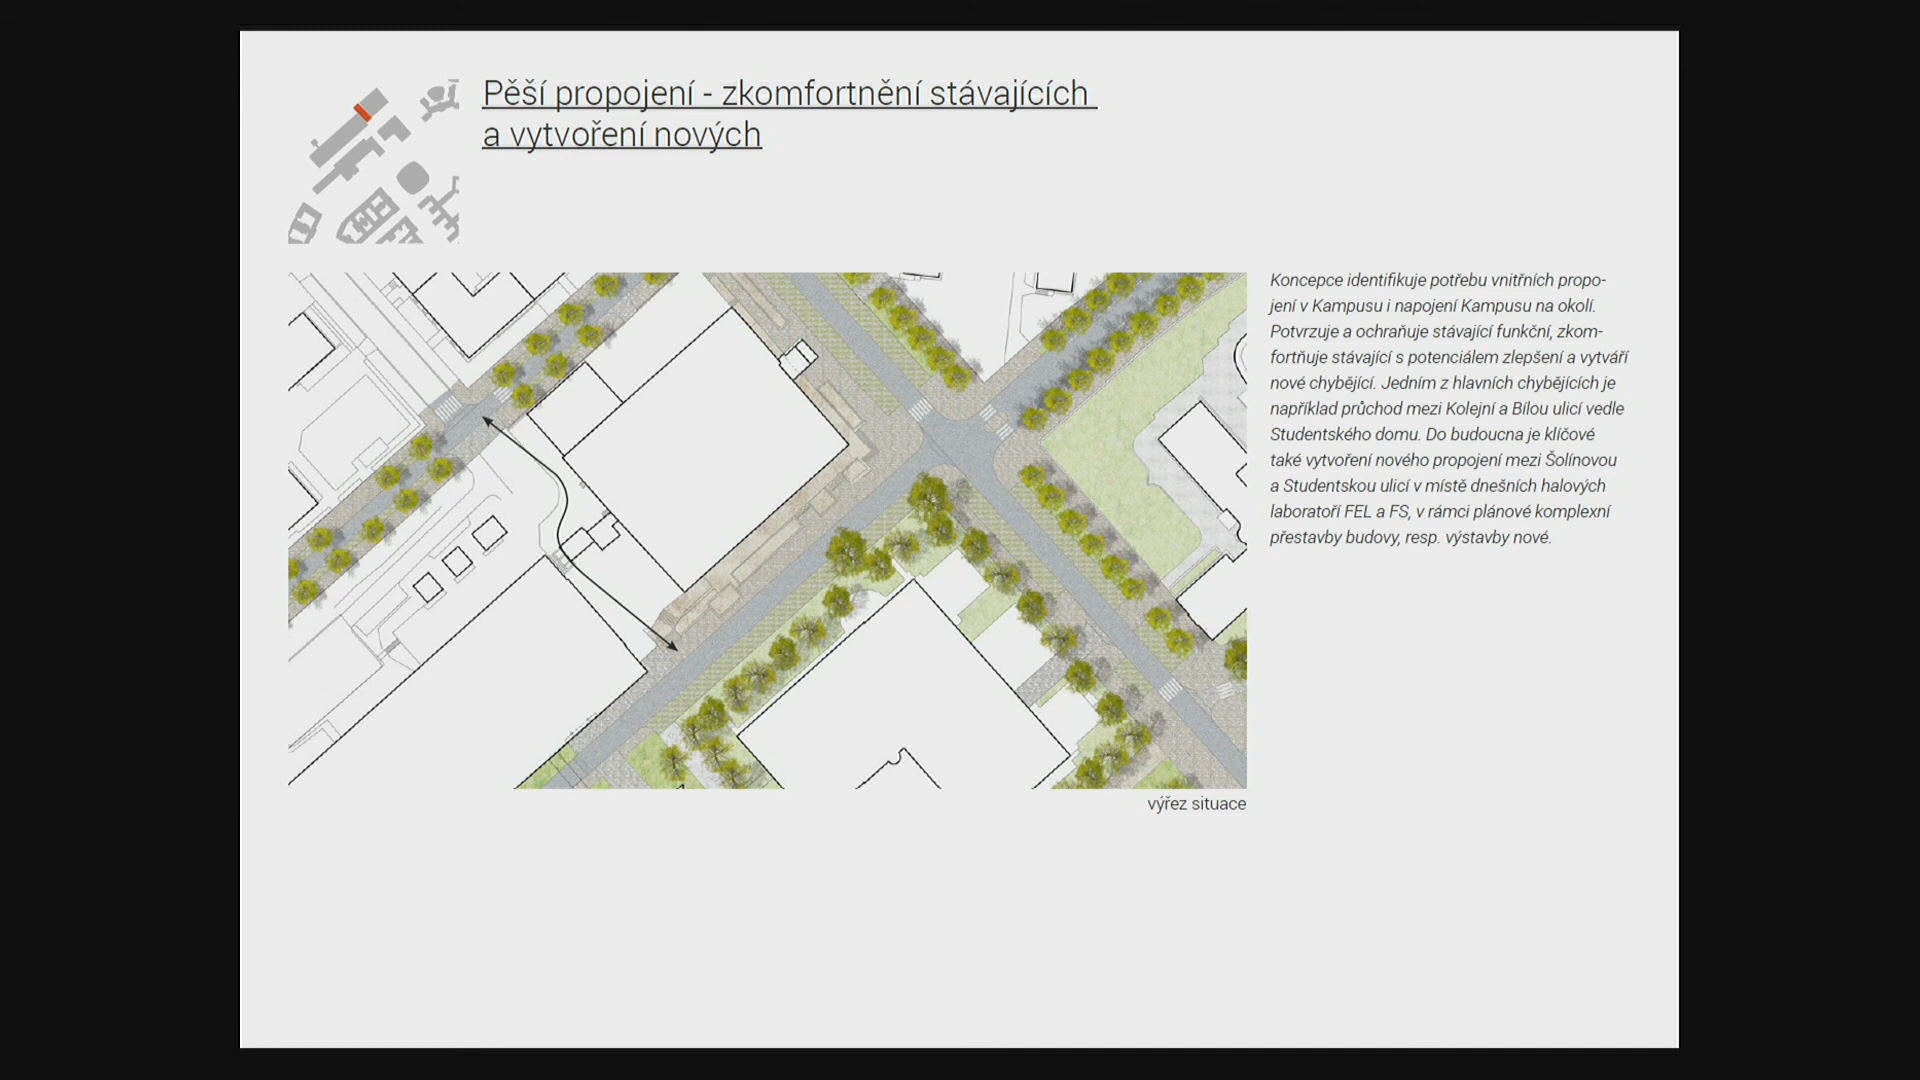 Pěší propojení - zkomfortnění stávajících
a vytvoření nových
Koncepce identifikuje potřebu vnitřních propo-
jení v Kampusu i napojení Kampusu na okolí.
Potvrzuje a ochraňuje stávající funkční, zkom-
fortňuje stávající s potenciálem zlepšení a vytváří
nové chybějící. Jedním z hlavních chybějících je
například průchod mezi Kolejní a Bílou ulicí vedle
Studentského domu. Do budoucna je klíčové
také vytvoření nového propojení mezi Šolínovou
a Studentskou ulicí v místě dnešních halových
laboratoří FEL a FS, v rámci plánové komplexní
přestavby budovy, resp. výstavby nové.
výřez situace